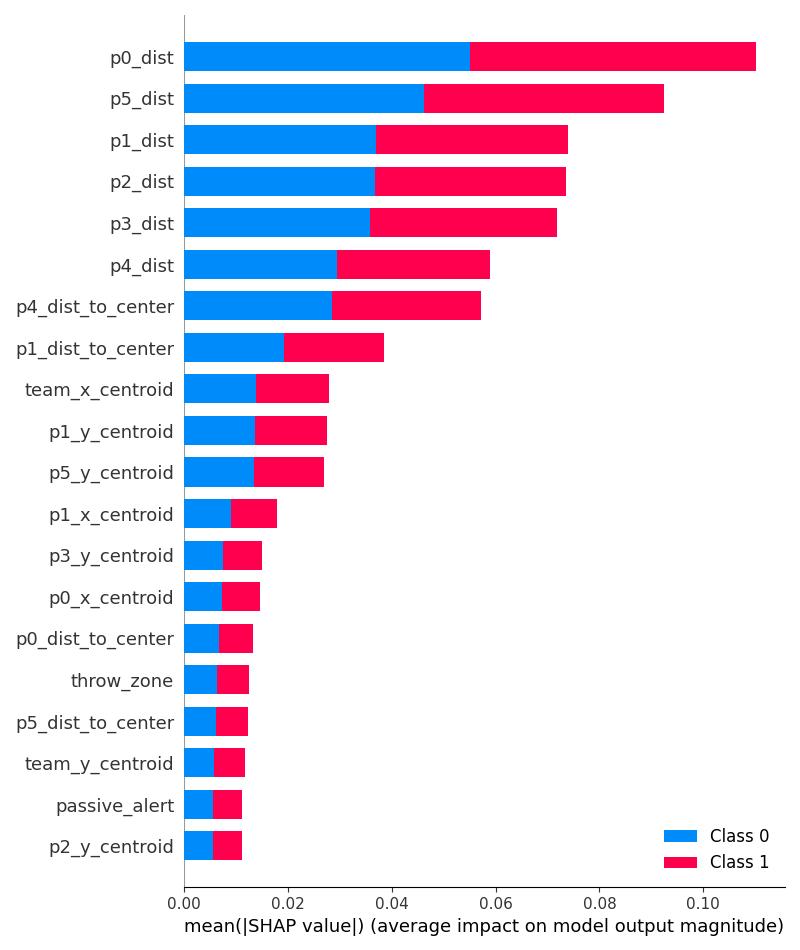 p0_dist
p5_dist
p1_dist
p2_dist
p3_dist
p4_dist
p4_dist_to_center
p1_dist_to_center
team_x_centroid
p1_y_centroid
p5_y_centroid
p1_x_centroid
p3_y_centroid
p0_x_centroid
p0_dist_to_center
throw_zone
p5_dist_to_center
team_y_centroid
passive_alert
p2_y_centroid
Class 0
Class 1
0.00 0.02 0.04 0.06 0.08 0.10
mean(|SHAP value|) (average impact on model output magnitude)